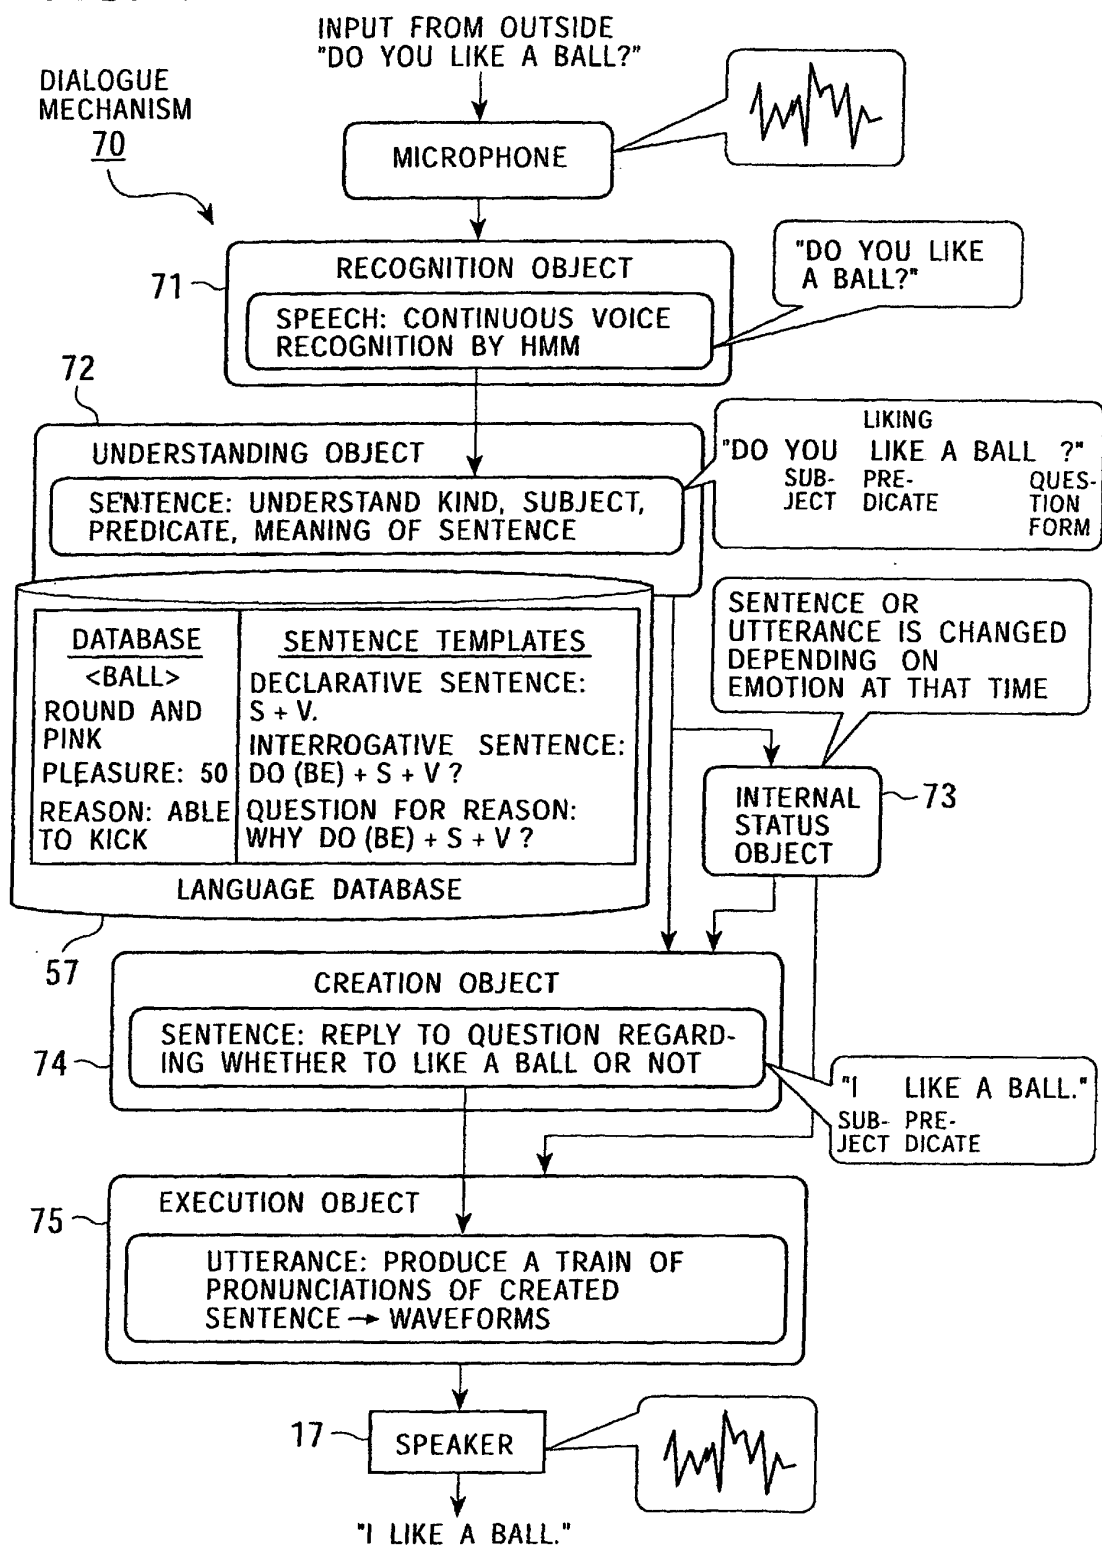 INPUT FROM OUTSIDE
"DO YOU LIKE A BALL?"
DIALOGUE
MECHANISM
70
MICROPHONE
71
RECOGNITION OBJECT
SPEECH: CONTINUOUS VOICE
RECOGNITION BY HMM
"DO YOU LIKE
A BALL?"
72
UNDERSTANDING OBJECT
SENTENCE: UNDERSTAND KIND, SUBJECT,
PREDICATE, MEANING OF SENTENCE
LIKING
"DO YOU LIKE A BALL ?"
SUB- PRE- QUES-
JECT DICATE TION
FORM
DATABASE
<BALL>
ROUND AND
PINK
PLEASURE: 50
REASON: ABLE
TO KICK
SENTENCE TEMPLATES
DECLARATIVE SENTENCE:
S + V.
INTERROGATIVE SENTENCE:
DO (BE) + S + V ?
QUESTION FOR REASON:
WHY DO (BE) + S + V ?
LANGUAGE DATABASE
57
SENTENCE OR
UTTERANCE IS CHANGED
DEPENDING ON
EMOTION AT THAT TIME
INTERNAL
STATUS
OBJECT
73
CREATION OBJECT
74
SENTENCE: REPLY TO QUESTION REGARD-
ING WHETHER TO LIKE A BALL OR NOT
"I LIKE A BALL."
SUB- PRE-
JECT DICATE
75
EXECUTION OBJECT
UTTERANCE: PRODUCE A TRAIN OF
PRONUNCIATIONS OF CREATED
SENTENCE → WAVEFORMS
17
SPEAKER
"I LIKE A BALL."